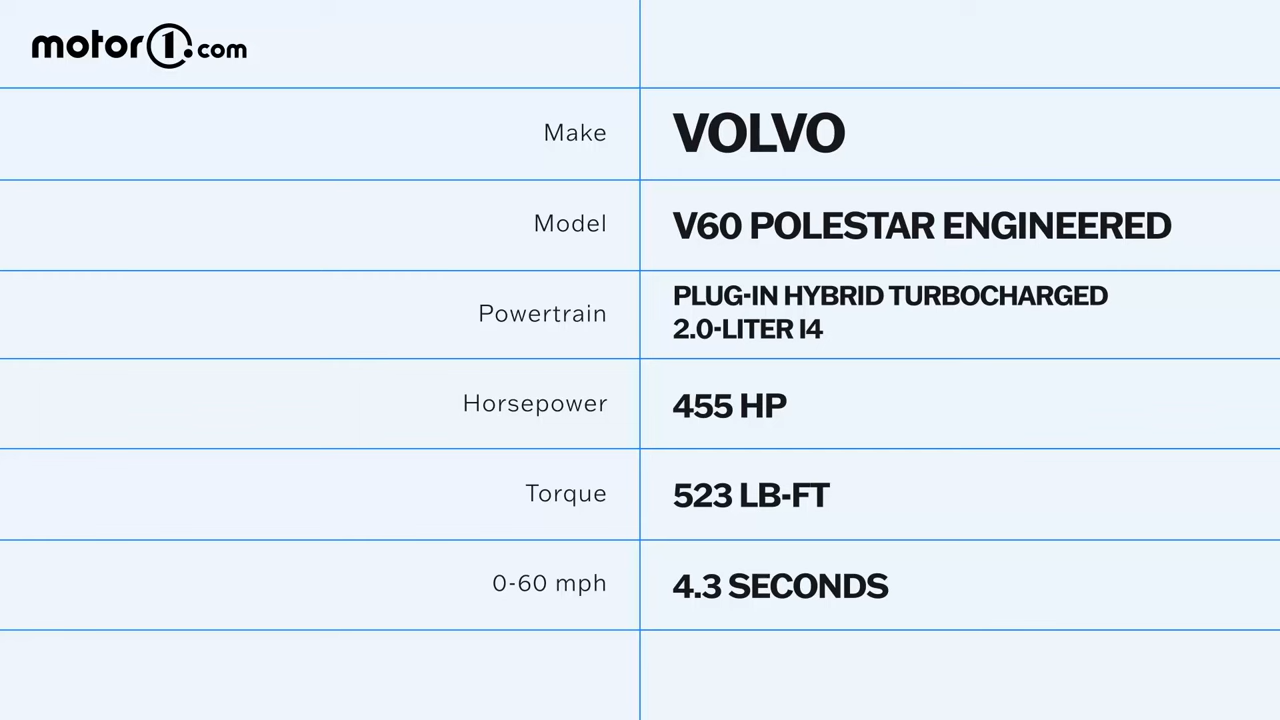 motor1.com
Make
VOLVO
Model
V60 POLESTAR ENGINEERED
Powertrain
PLUG-IN HYBRID TURBOCHARGED
2.0-LITER I4
Horsepower
455 HP
Torque
523 LB-FT
0-60 mph
4.3 SECONDS